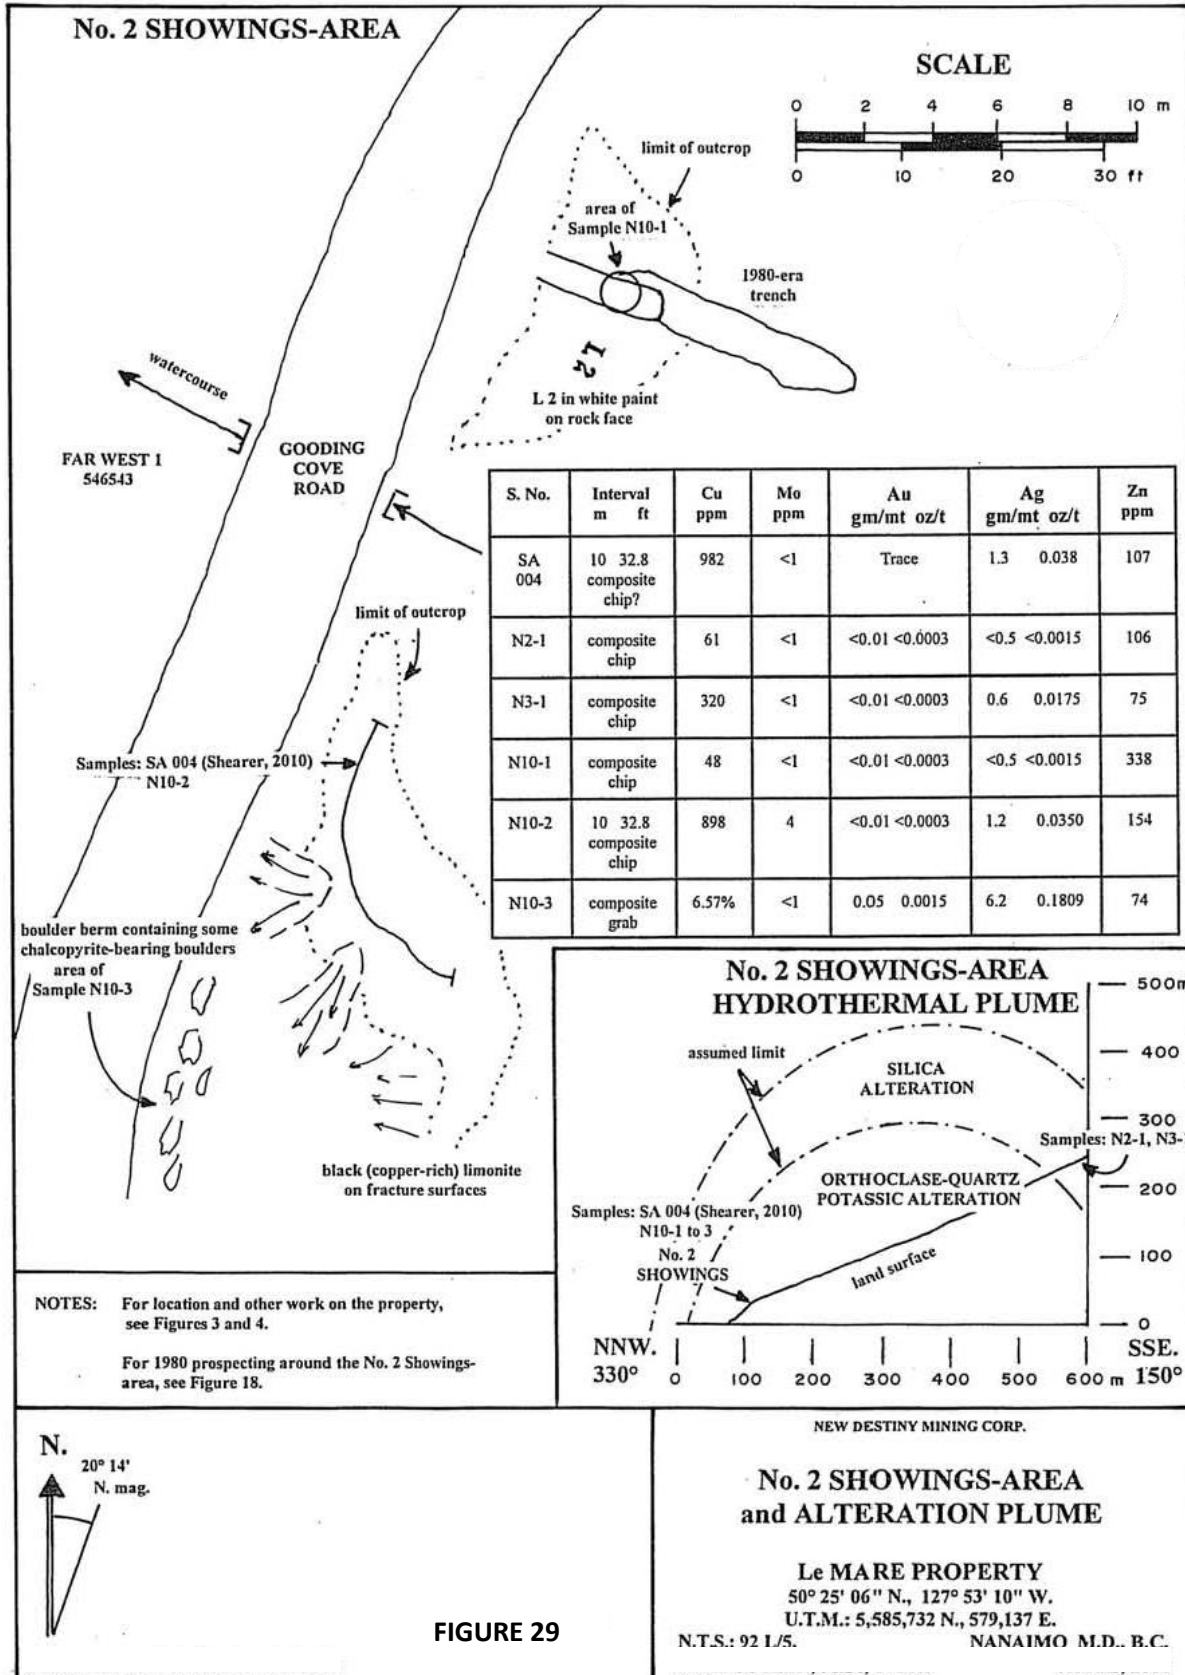 No. 2 SHOWINGS-AREA
SCALE
0 2 4 6 8 10 m
0 10 20 30 ft
limit of outcrop
area of
Sample N10-1
1980-era
trench
L 2
L 2 in white paint
on rock face
watercourse
FAR WEST 1
546543
GOODING
COVE
ROAD
S. No. Interval Cu Mo Au Ag Zn
m ft ppm ppm gm/mt oz/t gm/mt oz/t ppm
SA 10 32.8 982 <1 Trace 1.3 0.038 107
004 composite
chip?
N2-1 composite 61 <1 <0.01 <0.0003 <0.5 <0.0015 106
chip
N3-1 composite 320 <1 <0.01 <0.0003 0.6 0.0175 75
chip
N10-1 composite 48 <1 <0.01 <0.0003 <0.5 <0.0015 338
chip
N10-2 10 32.8 898 4 <0.01 <0.0003 1.2 0.0350 154
composite
chip
N10-3 composite 6.57% <1 0.05 0.0015 6.2 0.1809 74
grab
limit of outcrop
Samples: SA 004 (Shearer, 2010)
N10-2
boulder berm containing some
chalcopyrite-bearing boulders
area of
Sample N10-3
black (copper-rich) limonite
on fracture surfaces
No. 2 SHOWINGS-AREA
HYDROTHERMAL PLUME
500m
400
300
200
100
0
assumed limit
SILICA
ALTERATION
Samples: N2-1, N3-
ORTHOCLASE-QUARTZ
POTASSIC ALTERATION
Samples: SA 004 (Shearer, 2010)
N10-1 to 3
No. 2
SHOWINGS
land surface
NNW. SSE.
330° 0 100 200 300 400 500 600 m 150°
NOTES: For location and other work on the property,
see Figures 3 and 4.
For 1980 prospecting around the No. 2 Showings-
area, see Figure 18.
N.
20° 14'
N. mag.
FIGURE 29
NEW DESTINY MINING CORP.
No. 2 SHOWINGS-AREA
and ALTERATION PLUME
Le MARE PROPERTY
50° 25' 06" N., 127° 53' 10" W.
U.T.M.: 5,585,732 N., 579,137 E.
N.T.S.: 92 L/5. NANAIMO M.D., B.C.